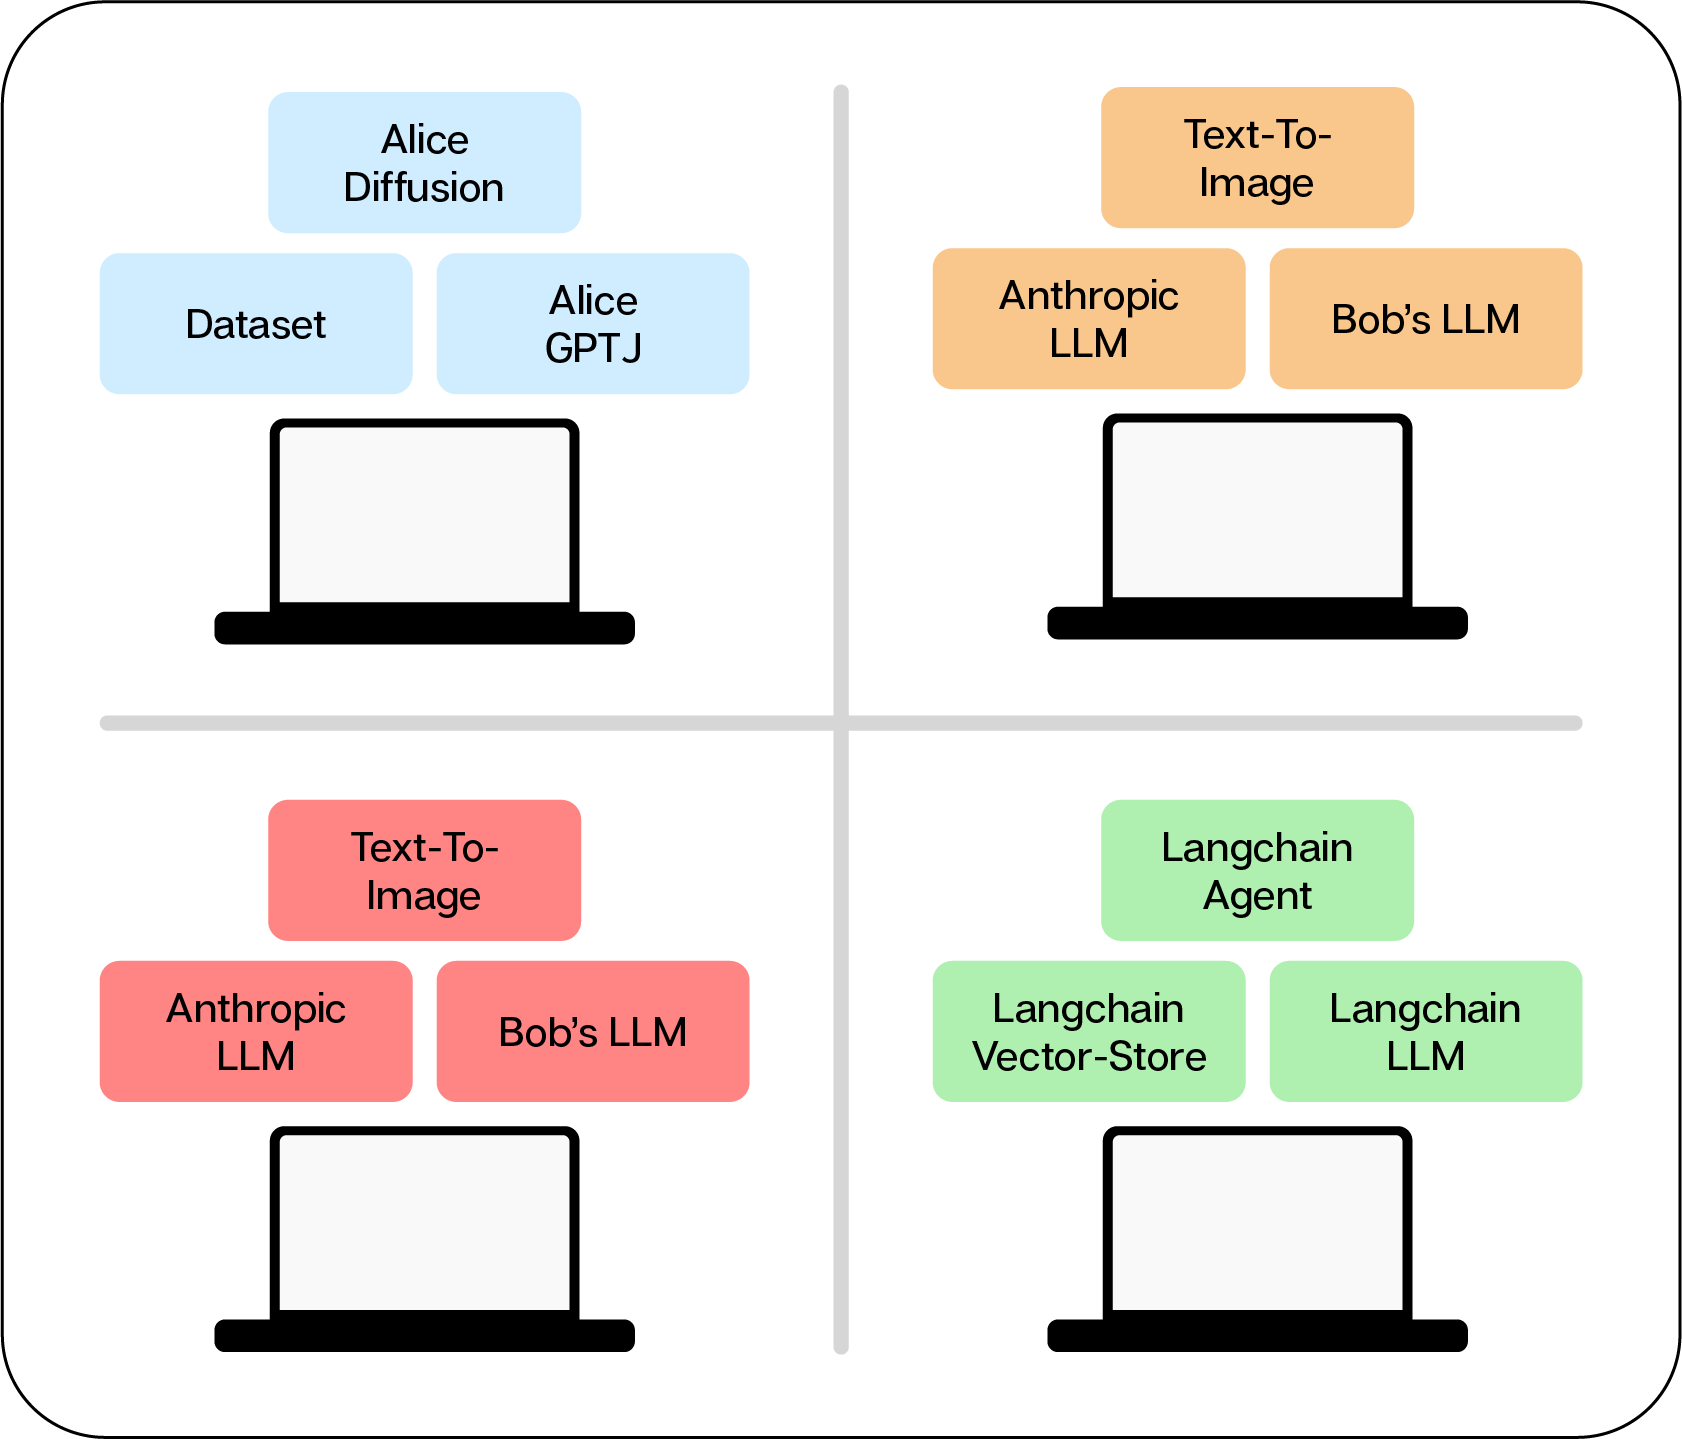 Alice
Diffusion
Dataset
Alice
GPTJ
Text-To-
Image
Anthropic
LLM
Bob’s LLM
Text-To-
Image
Anthropic
LLM
Bob’s LLM
Langchain
Agent
Langchain
Vector-Store
Langchain
LLM